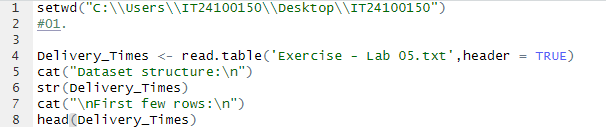 1 setwd("C:\\Users\\IT24100150\\Desktop\\IT24100150")
2 #01.
3
4 Delivery_Times <- read.table('Exercise - Lab 05.txt',header = TRUE)
5 cat("Dataset structure:\n")
6 str(Delivery_Times)
7 cat("\nFirst few rows:\n")
8 head(Delivery_Times)